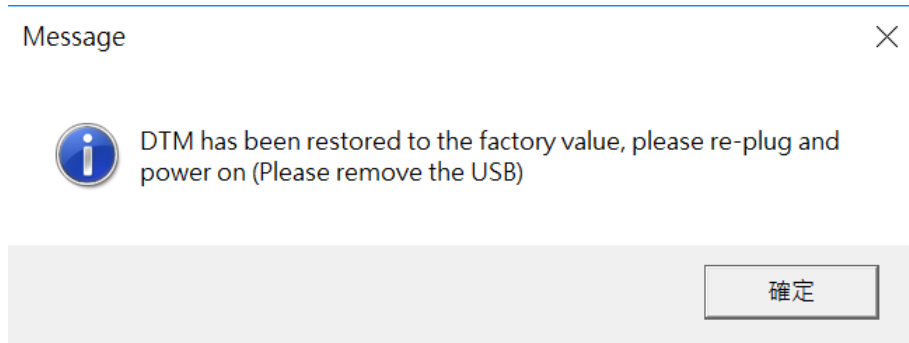 Message
DTM has been restored to the factory value, please re-plug and
power on (Please remove the USB)
確定